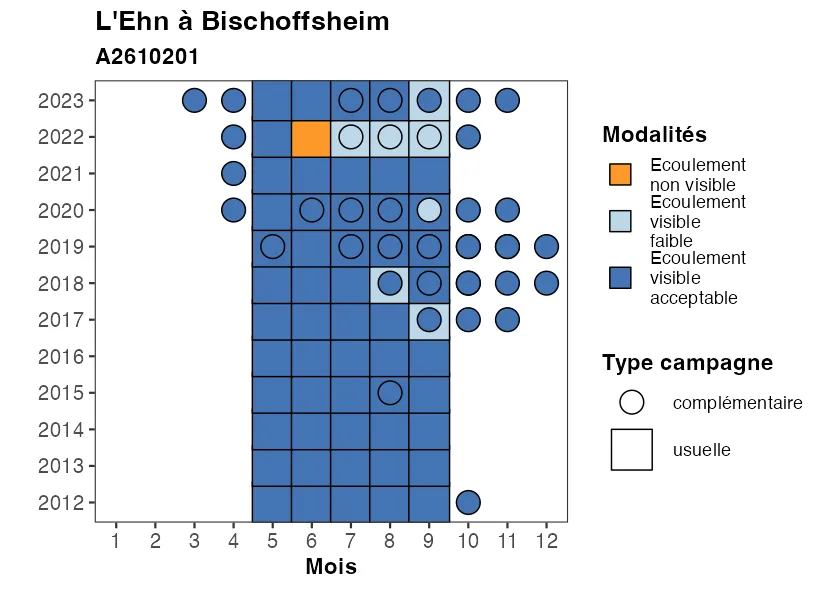 L'Ehn à Bischoffsheim
A2610201
2023
2022
2021
2020
2019
2018
2017
2016
2015
2014
2013
2012
1 2 3 4 5 6 7 8 9 10 11 12
Mois
Modalités
Ecoulement
non visible
Ecoulement
visible
faible
Ecoulement
visible
acceptable
Type campagne
complémentaire
usuelle